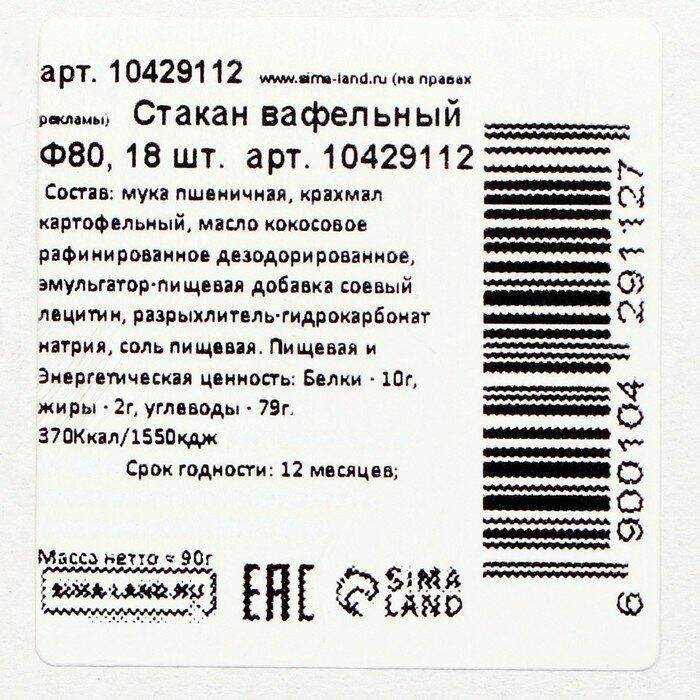 арт. 10429112 www.sima-land.ru (на правах
рекламы) Стакан вафельный
Ф80, 18 шт. арт. 10429112
Состав: мука пшеничная, крахмал
картофельный, масло кокосовое
рафинированное дезодорированное,
эмульгатор-пищевая добавка соевый
лецитин, разрыхлитель-гидрокарбонат
натрия, соль пищевая. Пищевая и
Энергетическая ценность: Белки - 10г,
жиры - 2г, углеводы - 79г.
370Ккал/1550кдж
Срок годности: 12 месяцев;
Масса нетто ≈ 90г
SIMA-LAND.RU
EAC
SIMA
LAND
6 900104 291127